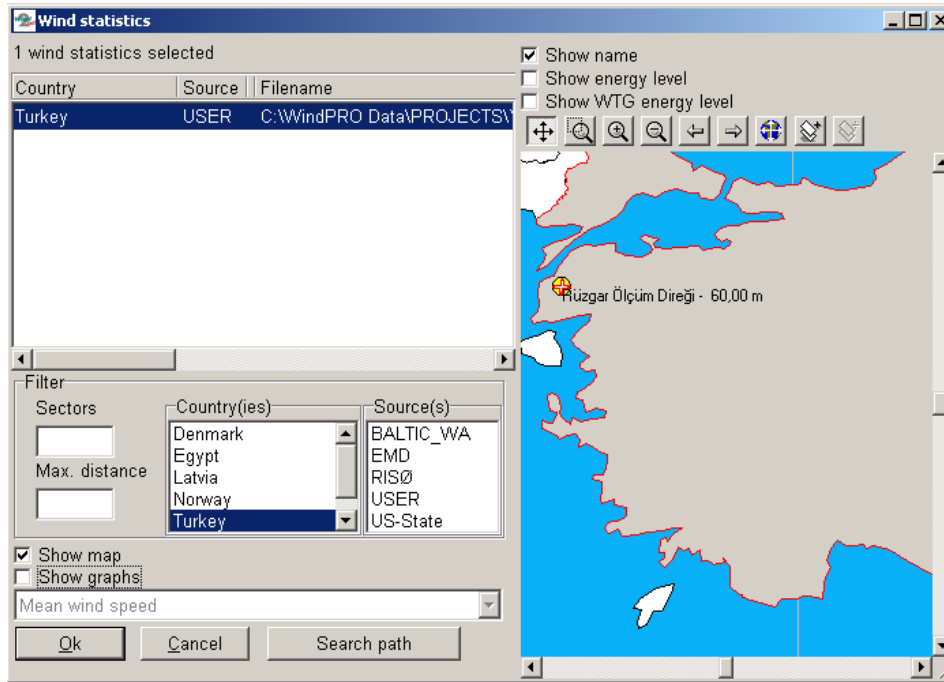 Wind statistics
1 wind statistics selected
Country Source Filename
Turkey USER C:\WindPRO Data\PROJECTS\
Filter
Sectors
Max. distance
Country(ies)
Denmark
Egypt
Latvia
Norway
Turkey
Source(s)
BALTIC_WA
EMD
RISØ
USER
US-State
Show map
Show graphs
Mean wind speed
Ok
Cancel
Search path
Show name
Show energy level
Show WTG energy level
Rüzgar Ölçüm Direği - 60,00 m